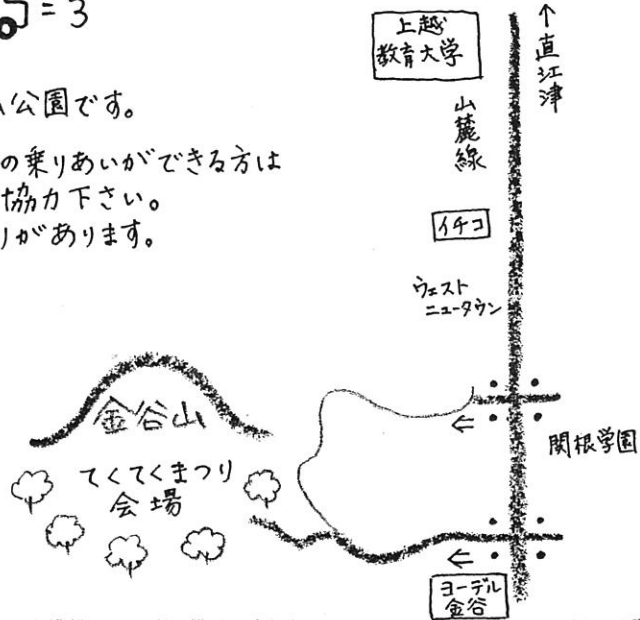 = 3
公園です。
の乗りあいができる方は
協力下さい。
りがあります。
上越
教育大学
↑直江津
山麓線
イチコ
ウェスト
ニュータウン
金谷山
てくてくまつり
会場
⇐
関根学園
⇐
ヨーデル
金谷